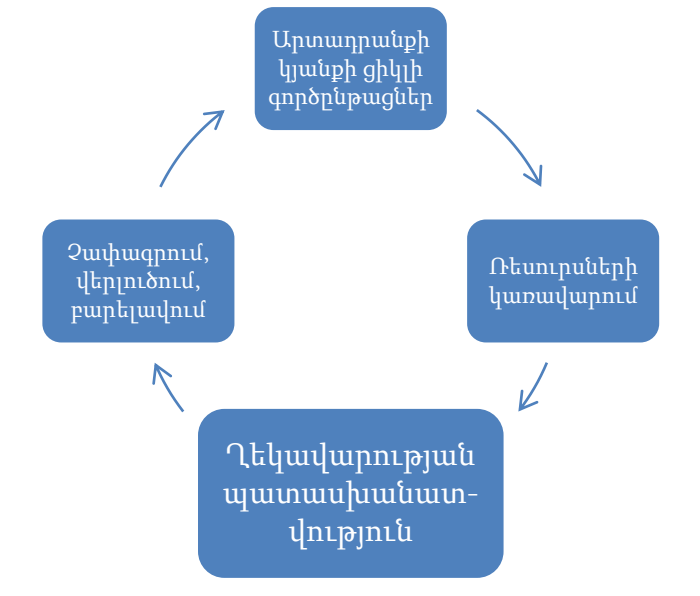 Արտադրանքի
կյանքի ցիկլի
գործընթացներ
Չափագրում,
վերլուծում,
բարելավում
Ռեսուրսների
կառավարում
Ղեկավարության
պատասխանատ-
վություն